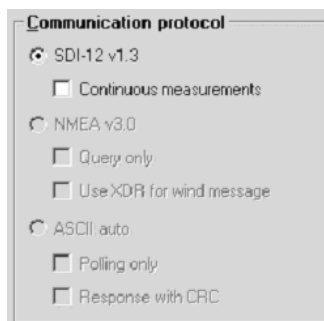 Communication protocol
SDI-12 v1.3
Continuous measurements
NMEA v3.0
Query only
Use XDR for wind message
ASCII auto
Polling only
Response with CRC